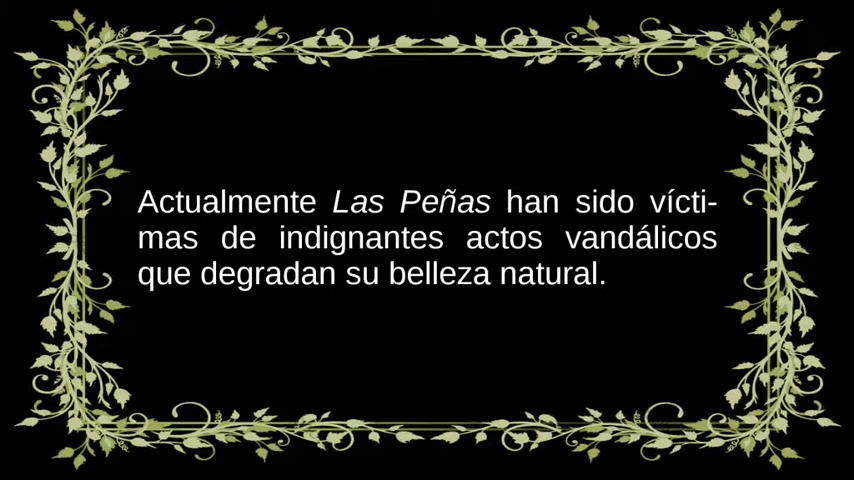 Actualmente Las Peñas han sido vícti-
mas de indignantes actos vandálicos
que degradan su belleza natural.